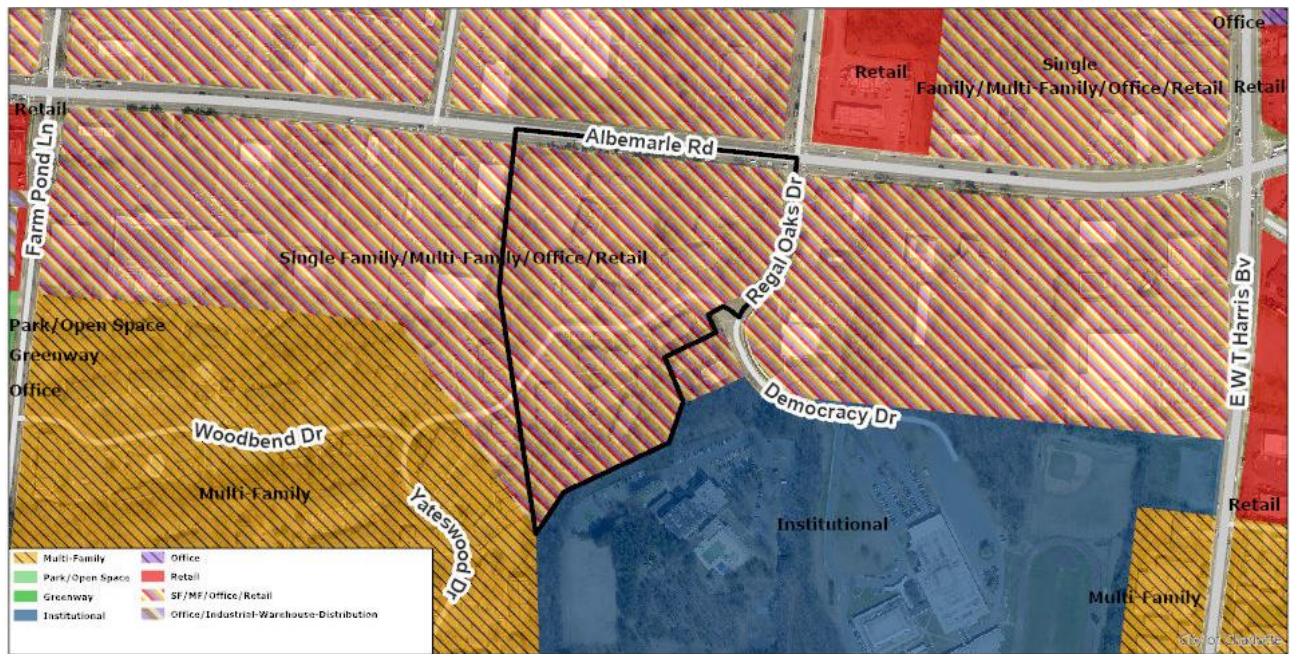 Office
Single
Family/Multi-Family/Office/Retail
Retail
Retail
Retail
Retail
Albemarle Rd
Farm Pond Ln
Regal Oaks Dr
Single Family/Multi-Family/Office/Retail
E W T Harris Bv
Park/Open Space
Greenway
Office
Democracy Dr
Woodbend Dr
Multi-Family
Yateswood Dr
Institutional
Retail
Multi-Family
Multi-Family
Office
Park/Open Space
Retail
Greenway
SF/MF/Office/Retail
Institutional
Office/Industrial-Warehouse-Distribution
City of Charlotte